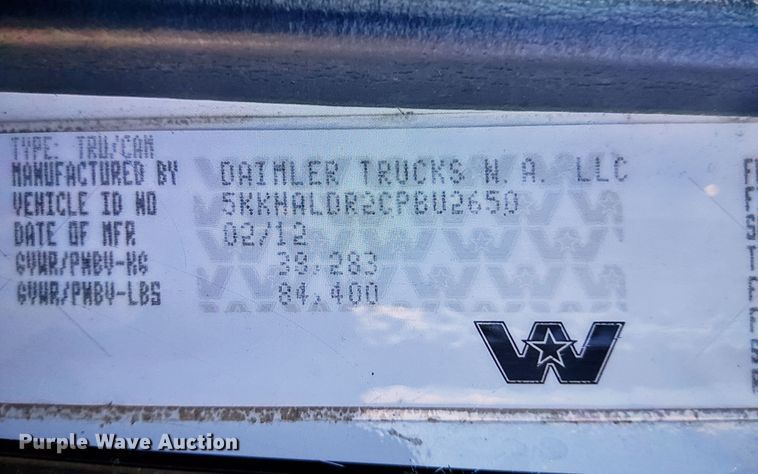 TYPE: TRU/CAM
MANUFACTURED BY DAIMLER TRUCKS N.A. LLC
VEHICLE ID NO 5KKHALDR2CPBU2650
DATE OF MFR 02/12
GVWR/PNBV-KG 38,283
GVWR/PNBV-LBS 84,400
W
Purple Wave Auction